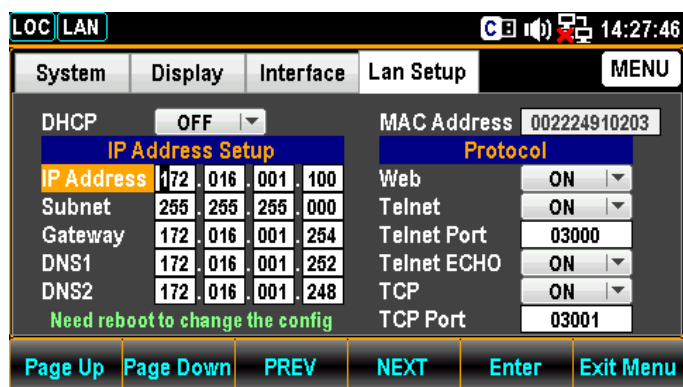 LOC LAN C 14:27:46
System Display Interface Lan Setup MENU
DHCP OFF MAC Address 002224910203
IP Address Setup Protocol
IP Address 172.016.001.100 Web ON
Subnet 255.255.255.000 Telnet ON
Gateway 172.016.001.254 Telnet Port 03000
DNS1 172.016.001.252 Telnet ECHO ON
DNS2 172.016.001.248 TCP ON
Need reboot to change the config TCP Port 03001
Page Up Page Down PREV NEXT Enter Exit Menu